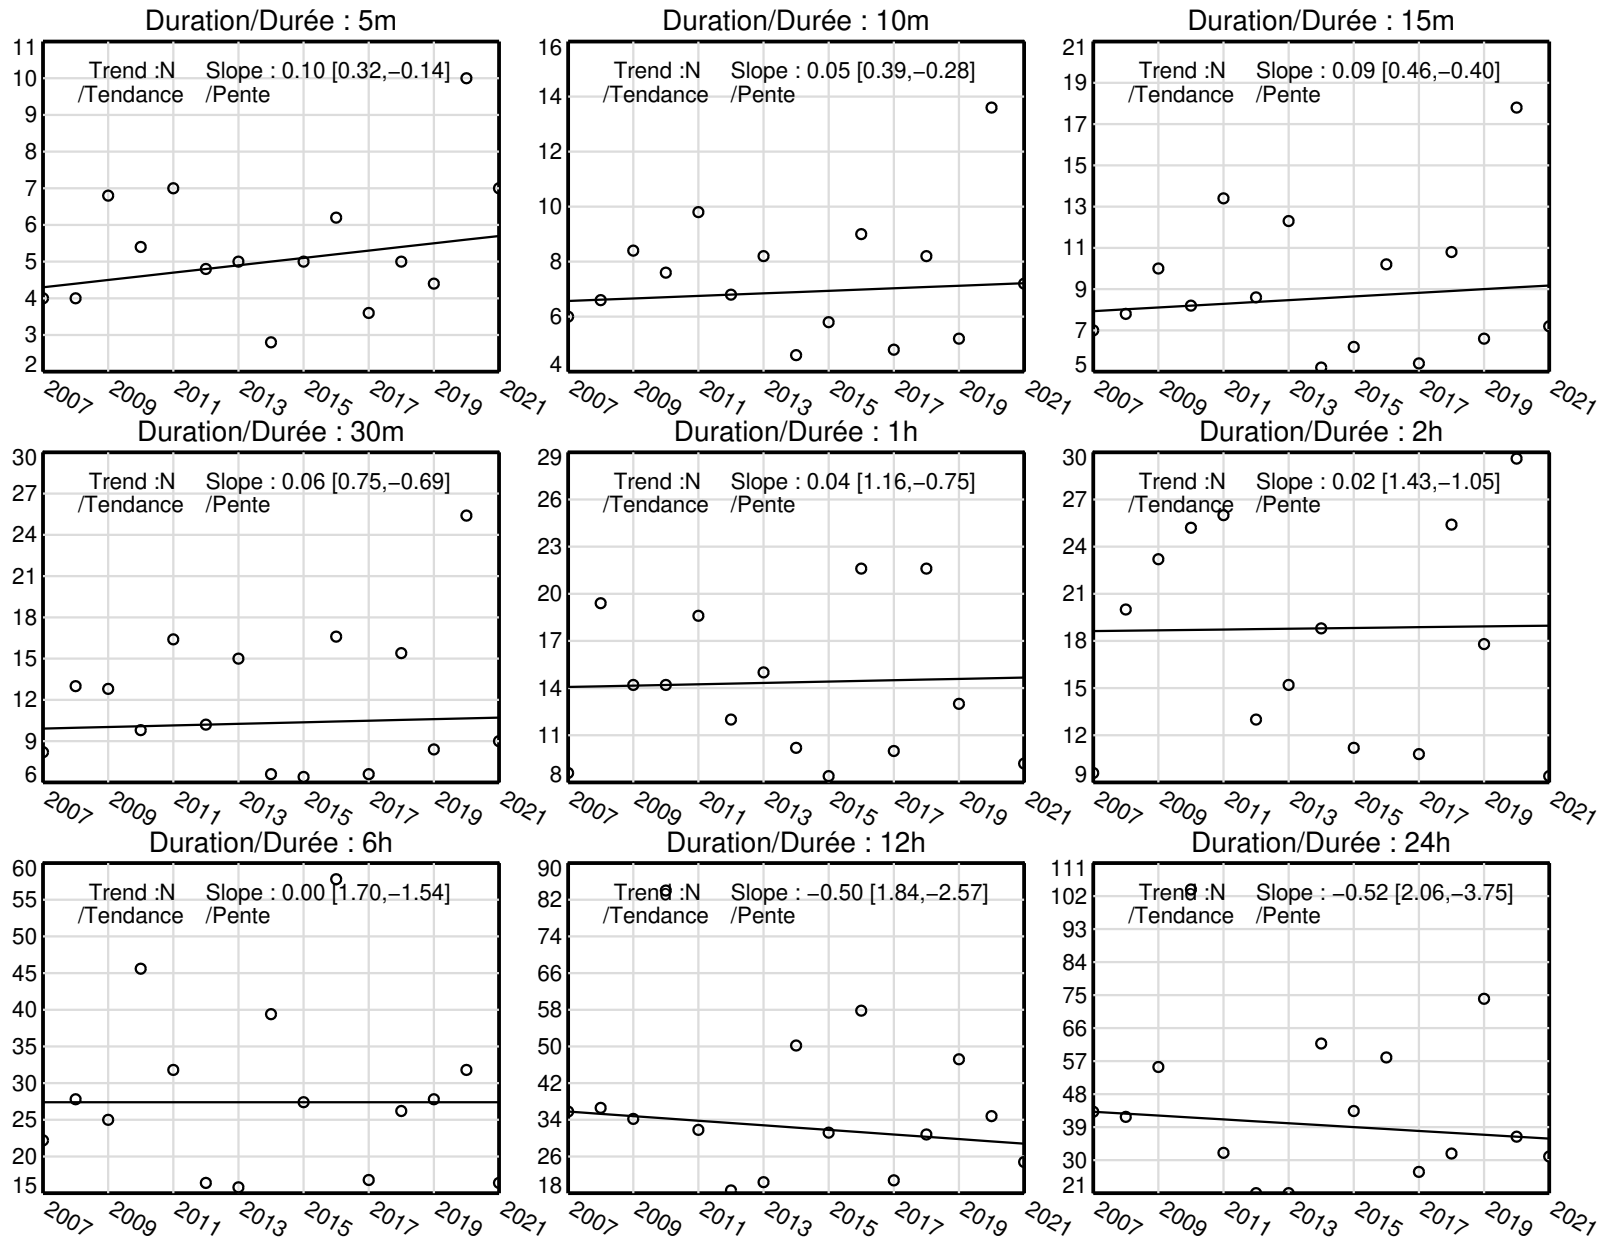 Duration/Durée : 5m
Trend :N Slope : 0.10 [0.32,−0.14]
/Tendance /Pente
11
10
9
8
7
6
5
4
3
2
2007 2009 2011 2013 2015 2017 2019 2021
Duration/Durée : 10m
Trend :N Slope : 0.05 [0.39,−0.28]
/Tendance /Pente
16
14
12
10
8
6
4
2007 2009 2011 2013 2015 2017 2019 2021
Duration/Durée : 15m
Trend :N Slope : 0.09 [0.46,−0.40]
/Tendance /Pente
21
19
17
15
13
11
9
7
5
2007 2009 2011 2013 2015 2017 2019 2021
Duration/Durée : 30m
Trend :N Slope : 0.06 [0.75,−0.69]
/Tendance /Pente
30
27
24
21
18
15
12
9
6
2007 2009 2011 2013 2015 2017 2019 2021
Duration/Durée : 1h
Trend :N Slope : 0.04 [1.16,−0.75]
/Tendance /Pente
29
26
23
20
17
14
11
8
2007 2009 2011 2013 2015 2017 2019 2021
Duration/Durée : 2h
Trend :N Slope : 0.02 [1.43,−1.05]
/Tendance /Pente
30
27
24
21
18
15
12
9
2007 2009 2011 2013 2015 2017 2019 2021
Duration/Durée : 6h
Trend :N Slope : 0.00 [1.70,−1.54]
/Tendance /Pente
60
55
50
45
40
35
30
25
20
15
2007 2009 2011 2013 2015 2017 2019 2021
Duration/Durée : 12h
Trend :N Slope : −0.50 [1.84,−2.57]
/Tendance /Pente
90
82
74
66
58
50
42
34
26
18
2007 2009 2011 2013 2015 2017 2019 2021
Duration/Durée : 24h
Trend :N Slope : −0.52 [2.06,−3.75]
/Tendance /Pente
111
102
93
84
75
66
57
48
39
30
21
2007 2009 2011 2013 2015 2017 2019 2021